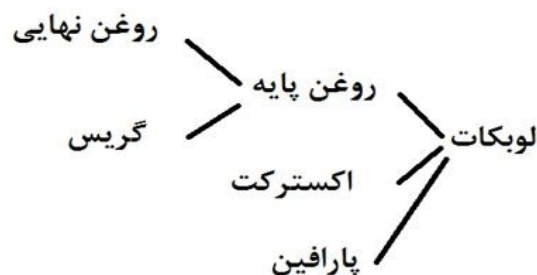 روغن نهایی
روغن پایه
گریس
لوبکات
اکسترکت
پارافین